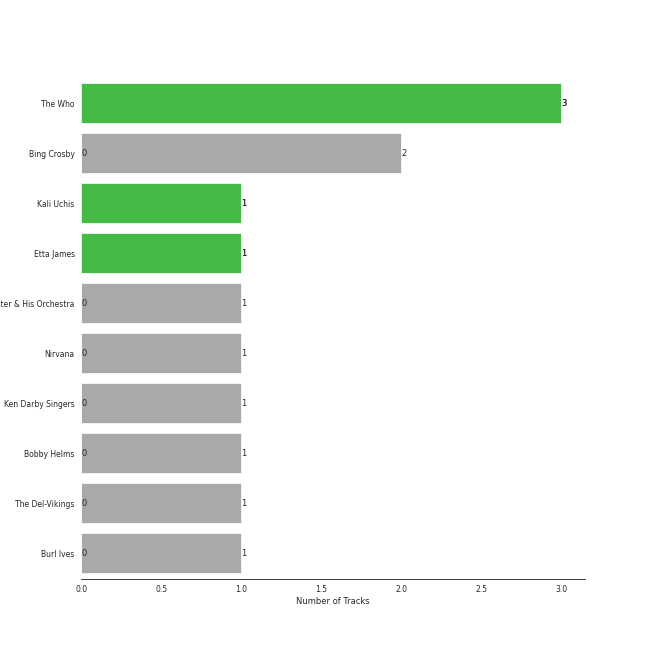 The Who 3
Bing Crosby 0 2
Kali Uchis 1
Etta James 1
& His Orchestra 0 1
Nirvana 0 1
Ken Darby Singers 0 1
Bobby Helms 0 1
The Del-Vikings 0 1
Burl Ives 0 1
0.0 0.5 1.0 1.5 2.0 2.5 3.0
Number of Tracks